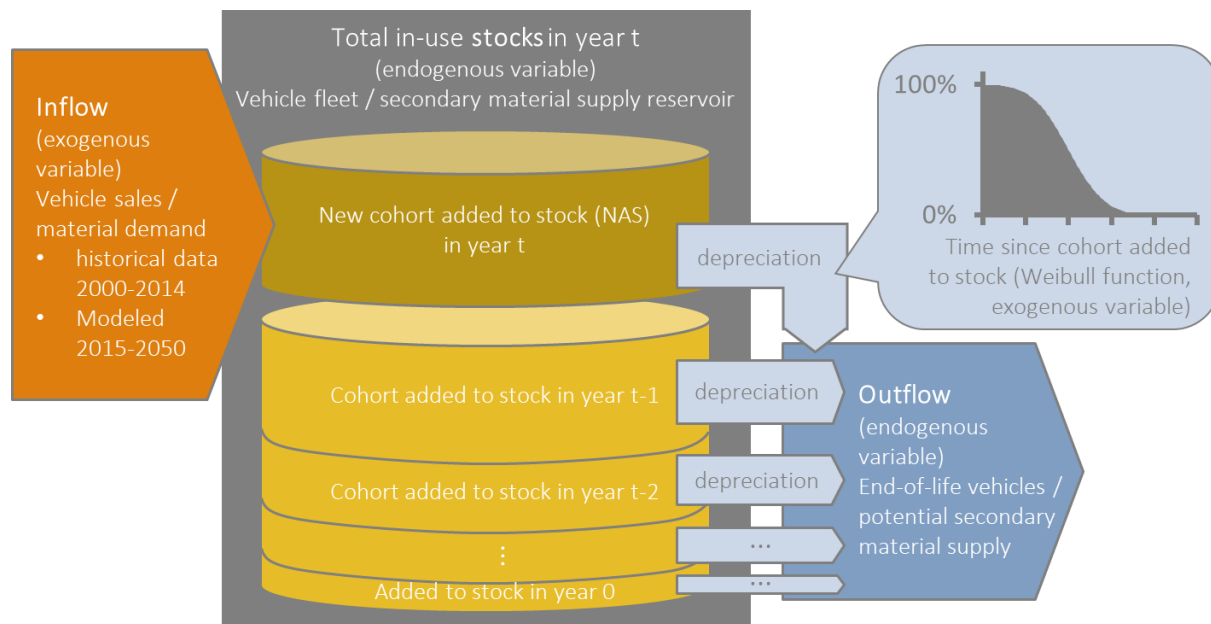 Total in-use stocks in year t
(endogenous variable)
Vehicle fleet / secondary material supply reservoir
Inflow
(exogenous
variable)
Vehicle sales /
material demand
• historical data
2000-2014
• Modeled
2015-2050
New cohort added to stock (NAS)
in year t
depreciation
100%
0%
Time since cohort added
to stock (Weibull function,
exogenous variable)
Cohort added to stock in year t-1
depreciation
Cohort added to stock in year t-2
depreciation
⋮
...
Added to stock in year 0
...
Outflow
(endogenous
variable)
End-of-life vehicles /
potential secondary
material supply